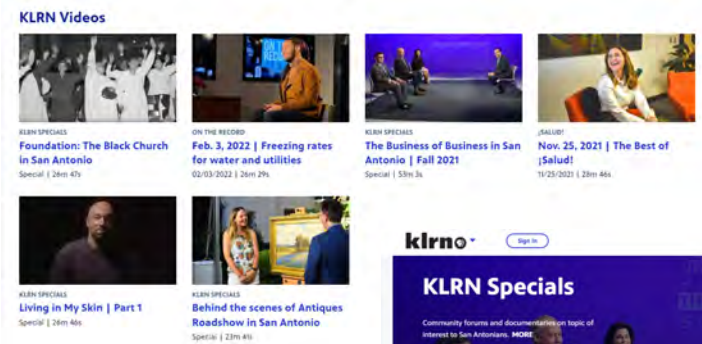 KLRN Videos
KLRN SPECIALS
Foundation: The Black Church
in San Antonio
Special | 26m 47s
ON THE RECORD
Feb. 3, 2022 | Freezing rates
for water and utilities
02/03/2022 | 26m 29s
KLRN SPECIALS
The Business of Business in San
Antonio | Fall 2021
Special | 53m 3s
¡SALUD!
Nov. 25, 2021 | The Best of
¡Salud!
11/25/2021 | 28m 46s
KLRN SPECIALS
Living in My Skin | Part 1
Special | 26m 46s
KLRN SPECIALS
Behind the scenes of Antiques
Roadshow in San Antonio
Special | 23m 41s
klrn
Sign In
KLRN Specials
Community forums and documentaries on topic of
interest to San Antonians. MORE